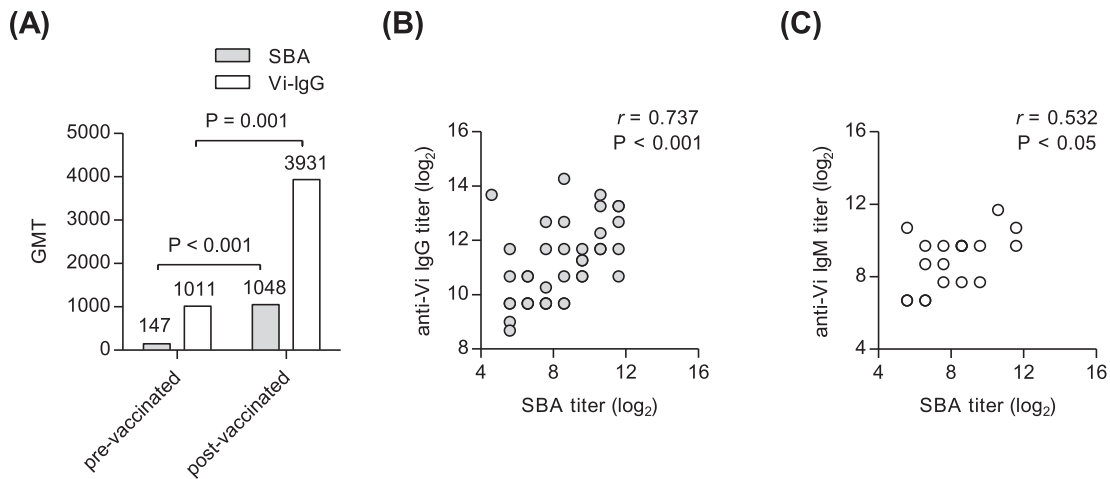 (A)
SBA
Vi-IgG
P = 0.001
5000
4000
3000
2000
1000
0
GMT
3931
P < 0.001
147
1011
1048
pre-vaccinated
post-vaccinated
(B)
r = 0.737
P < 0.001
16
14
12
10
8
anti-Vi IgG titer (log2)
4
8
12
16
SBA titer (log2)
(C)
r = 0.532
P < 0.05
16
12
8
4
anti-Vi IgM titer (log2)
4
8
12
16
SBA titer (log2)